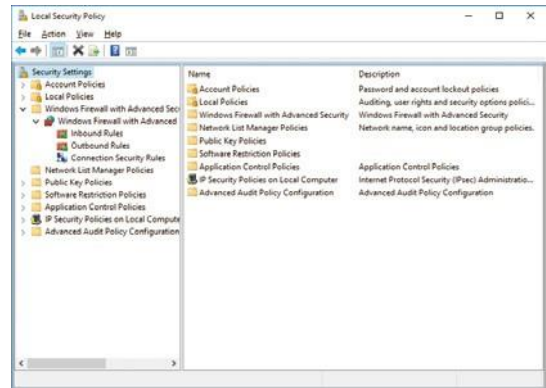 Local Security Policy
File Action View Help
Security Settings
Account Policies
Local Policies
Windows Firewall with Advanced Secu
Windows Firewall with Advanced
Inbound Rules
Outbound Rules
Connection Security Rules
Network List Manager Policies
Public Key Policies
Software Restriction Policies
Application Control Policies
IP Security Policies on Local Compute
Advanced Audit Policy Configuration
Name Description
Account Policies Password and account lockout policies
Local Policies Auditing, user rights and security options polici...
Windows Firewall with Advanced Security Windows Firewall with Advanced Security
Network List Manager Policies Network name, icon and location group policies.
Public Key Policies
Software Restriction Policies
Application Control Policies Application Control Policies
IP Security Policies on Local Computer Internet Protocol Security (IPsec) Administratio...
Advanced Audit Policy Configuration Advanced Audit Policy Configuration